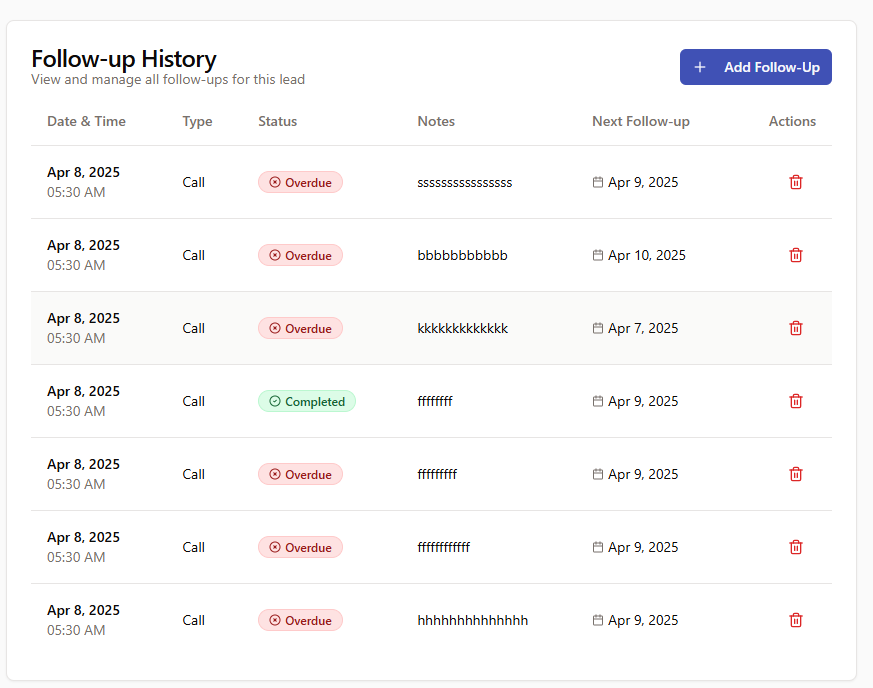 Follow-up History
View and manage all follow-ups for this lead
Add Follow-Up
Date & Time Type Status Notes Next Follow-up Actions
Apr 8, 2025
05:30 AM
Call Overdue ssssssssssssssss Apr 9, 2025
Apr 8, 2025
05:30 AM
Call Overdue bbbbbbbbbbb Apr 10, 2025
Apr 8, 2025
05:30 AM
Call Overdue kkkkkkkkkkkkk Apr 7, 2025
Apr 8, 2025
05:30 AM
Call Completed ffffffff Apr 9, 2025
Apr 8, 2025
05:30 AM
Call Overdue fffffffff Apr 9, 2025
Apr 8, 2025
05:30 AM
Call Overdue ffffffffffff Apr 9, 2025
Apr 8, 2025
05:30 AM
Call Overdue hhhhhhhhhhhhhh Apr 9, 2025